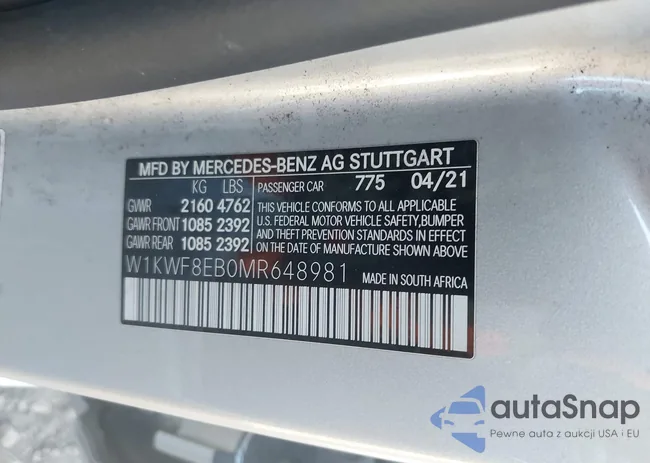 MFD BY MERCEDES-BENZ AG STUTTGART
KG LBS PASSENGER CAR 775 04/21
GVWR 2160 4762 THIS VEHICLE CONFORMS TO ALL APPLICABLE
GAWR FRONT 1085 2392 U.S. FEDERAL MOTOR VEHICLE SAFETY, BUMPER
GAWR REAR 1085 2392 AND THEFT PREVENTION STANDARDS IN EFFECT
ON THE DATE OF MANUFACTURE SHOWN ABOVE
W1KWF8EB0MR648981 MADE IN SOUTH AFRICA
autaSnap
Pewne auta z aukcji USA i EU